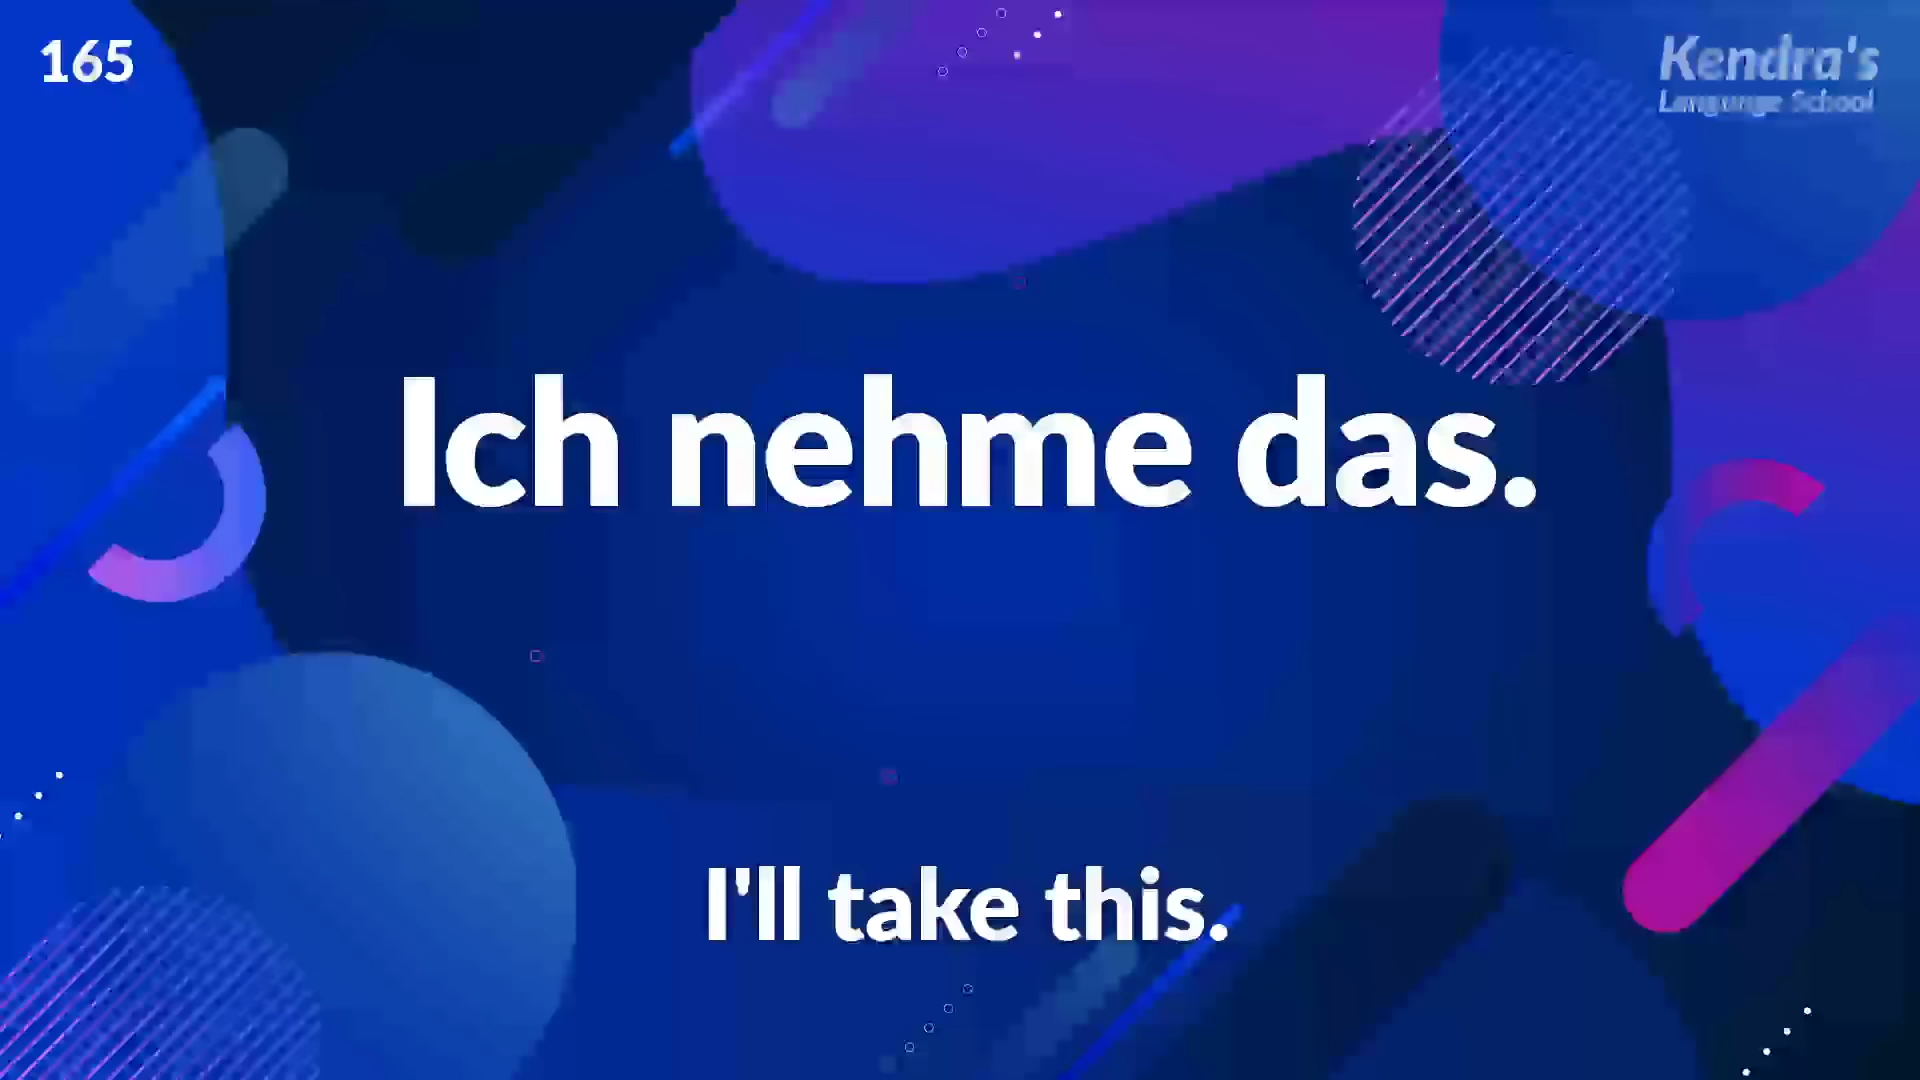 165
Kendra's
Language School
Ich nehme das.
I'll take this.